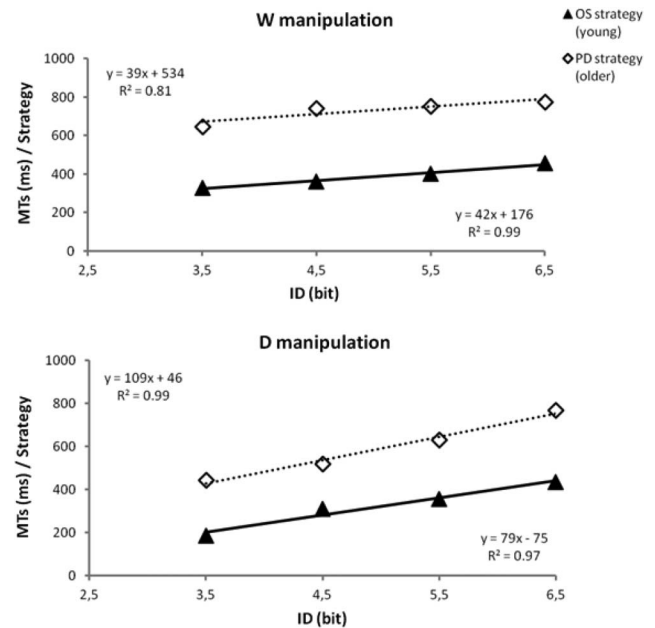 W manipulation
OS strategy
(young)
PD strategy
(older)
1000
800
600
400
200
0
MTs (ms) / Strategy
y = 39x + 534
R² = 0.81
y = 42x + 176
R² = 0.99
2,5
3,5
4,5
5,5
6,5
ID (bit)
D manipulation
1000
800
600
400
200
0
MTs (ms) / Strategy
y = 109x + 46
R² = 0.99
y = 79x - 75
R² = 0.97
2,5
3,5
4,5
5,5
6,5
ID (bit)